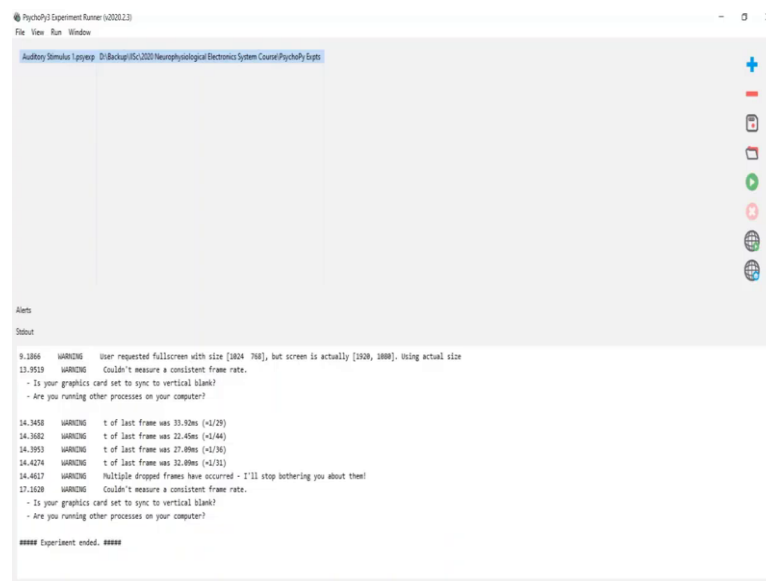 PsychoPy3 Experiment Runner (v2020.2.3)
File View Run Window
Auditory Stimulus 1.psyexp D:\Backup\IISc\2020 Neurophysiological Electronics System Course\PsychoPy Expts
Alerts
Stdout
9.1866 WARNING User requested fullscreen with size [1024 768], but screen is actually [1920, 1080]. Using actual size
13.9519 WARNING Couldn't measure a consistent frame rate.
- Is your graphics card set to sync to vertical blank?
- Are you running other processes on your computer?
14.3458 WARNING t of last frame was 33.92ms (=1/29)
14.3682 WARNING t of last frame was 22.45ms (=1/44)
14.3953 WARNING t of last frame was 27.09ms (=1/36)
14.4274 WARNING t of last frame was 32.09ms (=1/31)
14.4617 WARNING Multiple dropped frames have occurred - I'll stop bothering you about them!
17.1620 WARNING Couldn't measure a consistent frame rate.
- Is your graphics card set to sync to vertical blank?
- Are you running other processes on your computer?
##### Experiment ended. #####